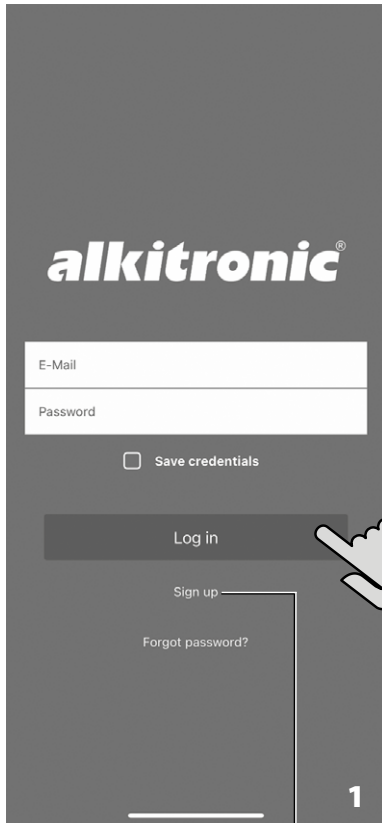 alkitronic®
E-Mail
Password
Save credentials
Log in
Sign up
Forgot password?
1